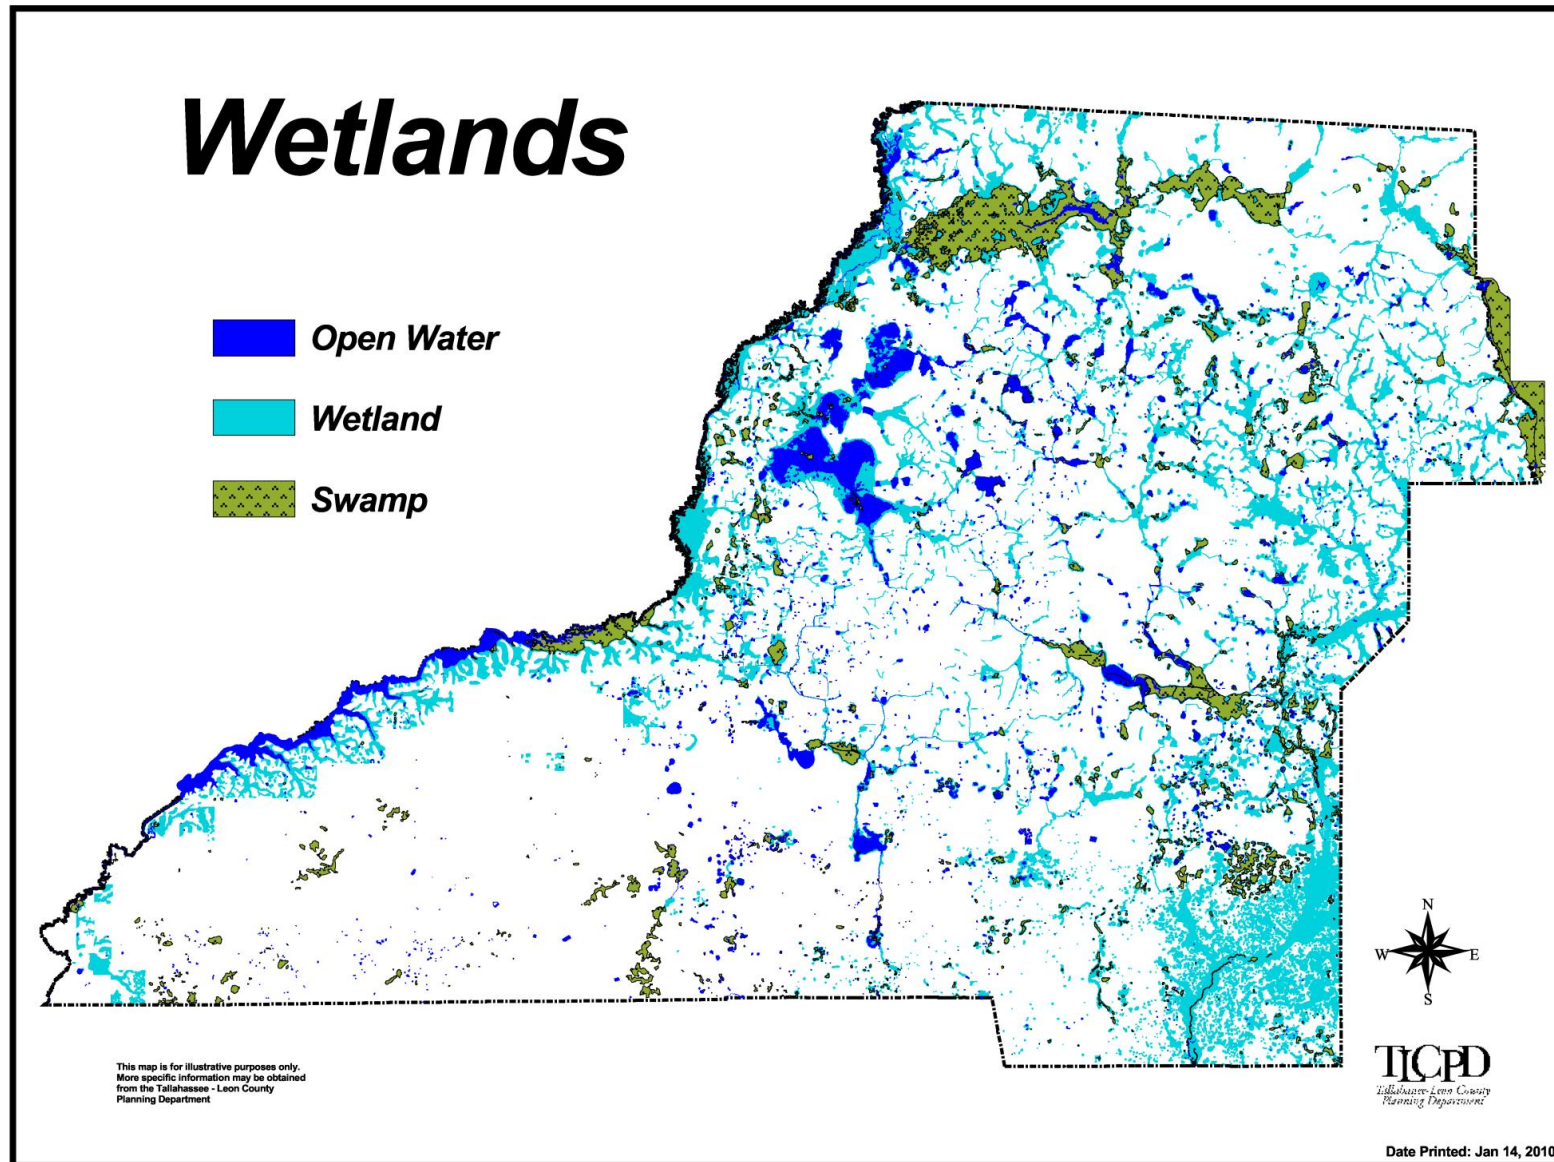 Wetlands
Open Water
Wetland
Swamp
N
W E
S
This map is for illustrative purposes only.
More specific information may be obtained
from the Tallahassee - Leon County
Planning Department
TLCPD
Tallahassee-Leon County
Planning Department
Date Printed: Jan 14, 2010